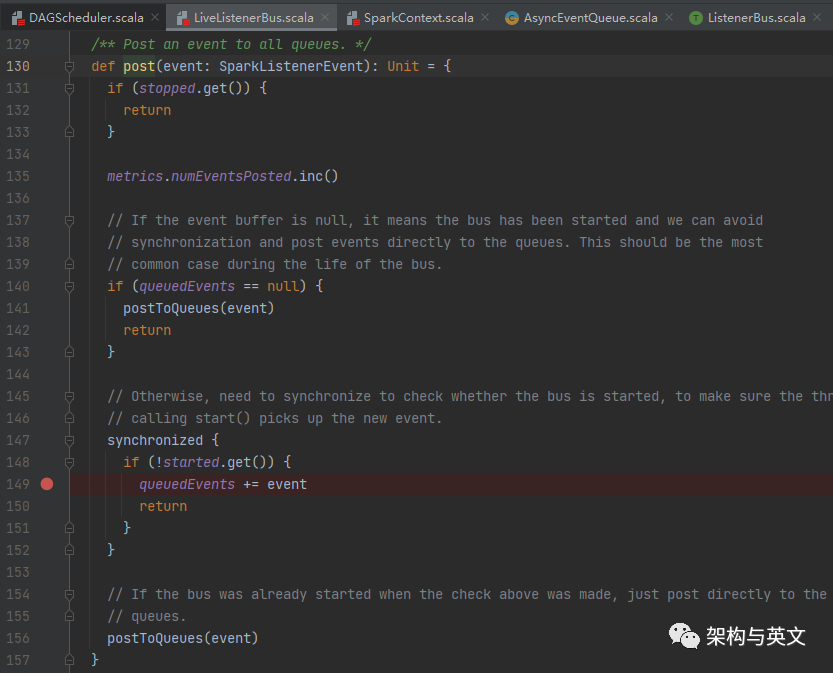 DAGScheduler.scala × LiveListenerBus.scala × SparkContext.scala × AsyncEventQueue.scala × ListenerBus.scala ×
129 /** Post an event to all queues. */
130 def post(event: SparkListenerEvent): Unit = {
131 if (stopped.get()) {
132 return
133 }
134
135 metrics.numEventsPosted.inc()
136
137 // If the event buffer is null, it means the bus has been started and we can avoid
138 // synchronization and post events directly to the queues. This should be the most
139 // common case during the life of the bus.
140 if (queuedEvents == null) {
141 postToQueues(event)
142 return
143 }
144
145 // Otherwise, need to synchronize to check whether the bus is started, to make sure the thr
146 // calling start() picks up the new event.
147 synchronized {
148 if (!started.get()) {
149 queuedEvents += event
150 return
151 }
152 }
153
154 // If the bus was already started when the check above was made, just post directly to the
155 // queues.
156 postToQueues(event)
157 }
架构与英文